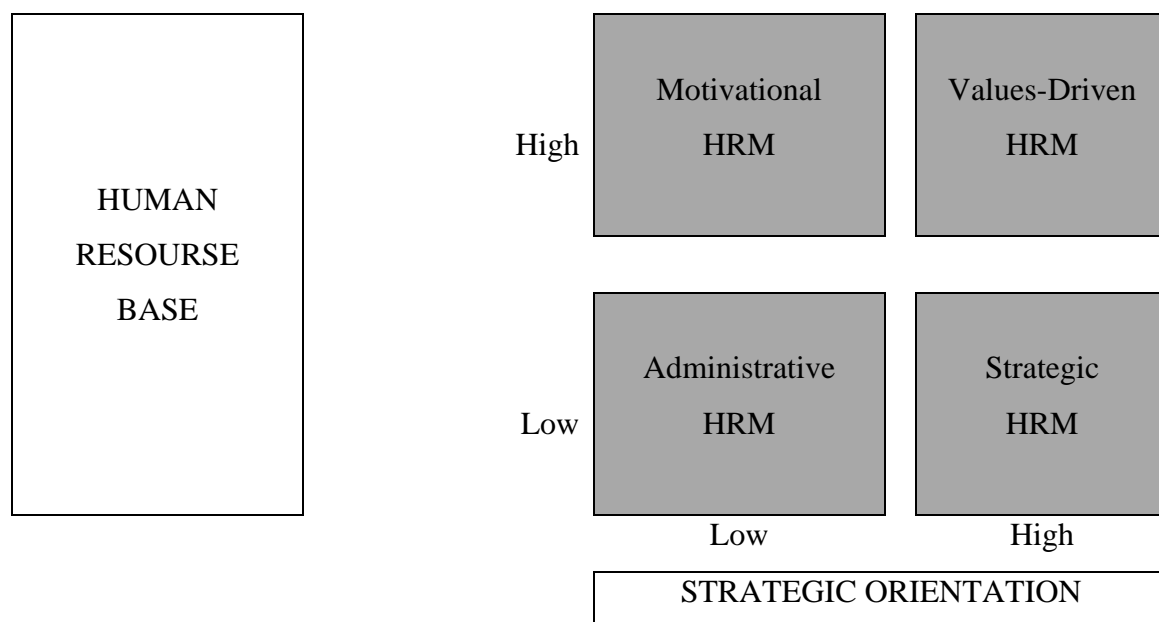 HUMAN
RESOURSE
BASE
High
Motivational
HRM
Values-Driven
HRM
Low
Administrative
HRM
Strategic
HRM
Low
High
STRATEGIC ORIENTATION